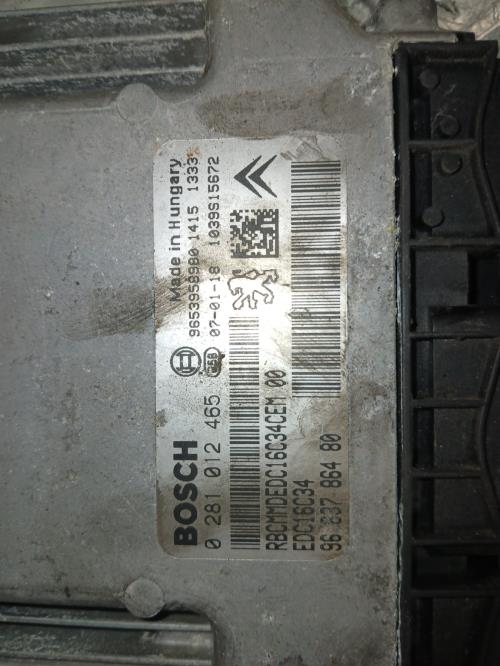 Made in Hungary
9653958980 1415 1333
07-01-18 1039S15672
BOSCH
0 281 012 465
RBCMMDEDC16C34CEM 00
EDC16C34
96 637 864 80